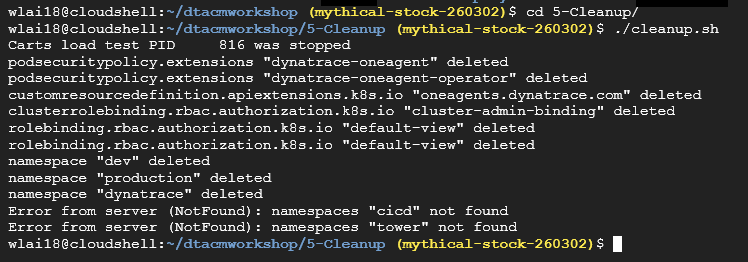 wlai18@cloudshell:~/dtacmworkshop (mythical-stock-260302)$ cd 5-Cleanup/
wlai18@cloudshell:~/dtacmworkshop/5-Cleanup (mythical-stock-260302)$ ./cleanup.sh
Carts load test PID    816 was stopped
podsecuritypolicy.extensions "dynatrace-oneagent" deleted
podsecuritypolicy.extensions "dynatrace-oneagent-operator" deleted
customresourcedefinition.apiextensions.k8s.io "oneagents.dynatrace.com" deleted
clusterrolebinding.rbac.authorization.k8s.io "cluster-admin-binding" deleted
rolebinding.rbac.authorization.k8s.io "default-view" deleted
rolebinding.rbac.authorization.k8s.io "default-view" deleted
namespace "dev" deleted
namespace "production" deleted
namespace "dynatrace" deleted
Error from server (NotFound): namespaces "cicd" not found
Error from server (NotFound): namespaces "tower" not found
wlai18@cloudshell:~/dtacmworkshop/5-Cleanup (mythical-stock-260302)$